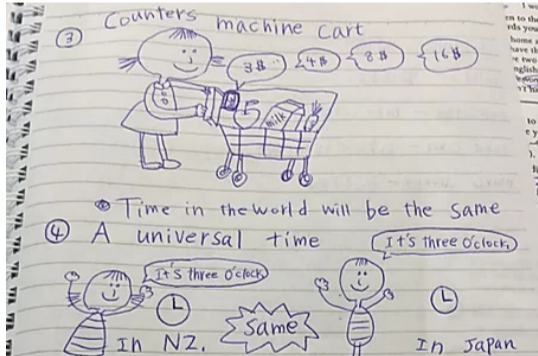 Counters machine cart
③
3$ 4$ 8$ 16$
milk
Time in the world will be the same
④ A universal time
It's three o'clock,
It's three o'clock
Same
In NZ.
In Japan